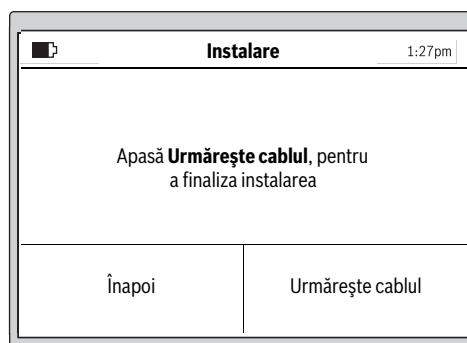 Instalare 1:27pm
Apasă Urmăreşte cablul, pentru
a finaliza instalarea
Înapoi Urmăreşte cablul